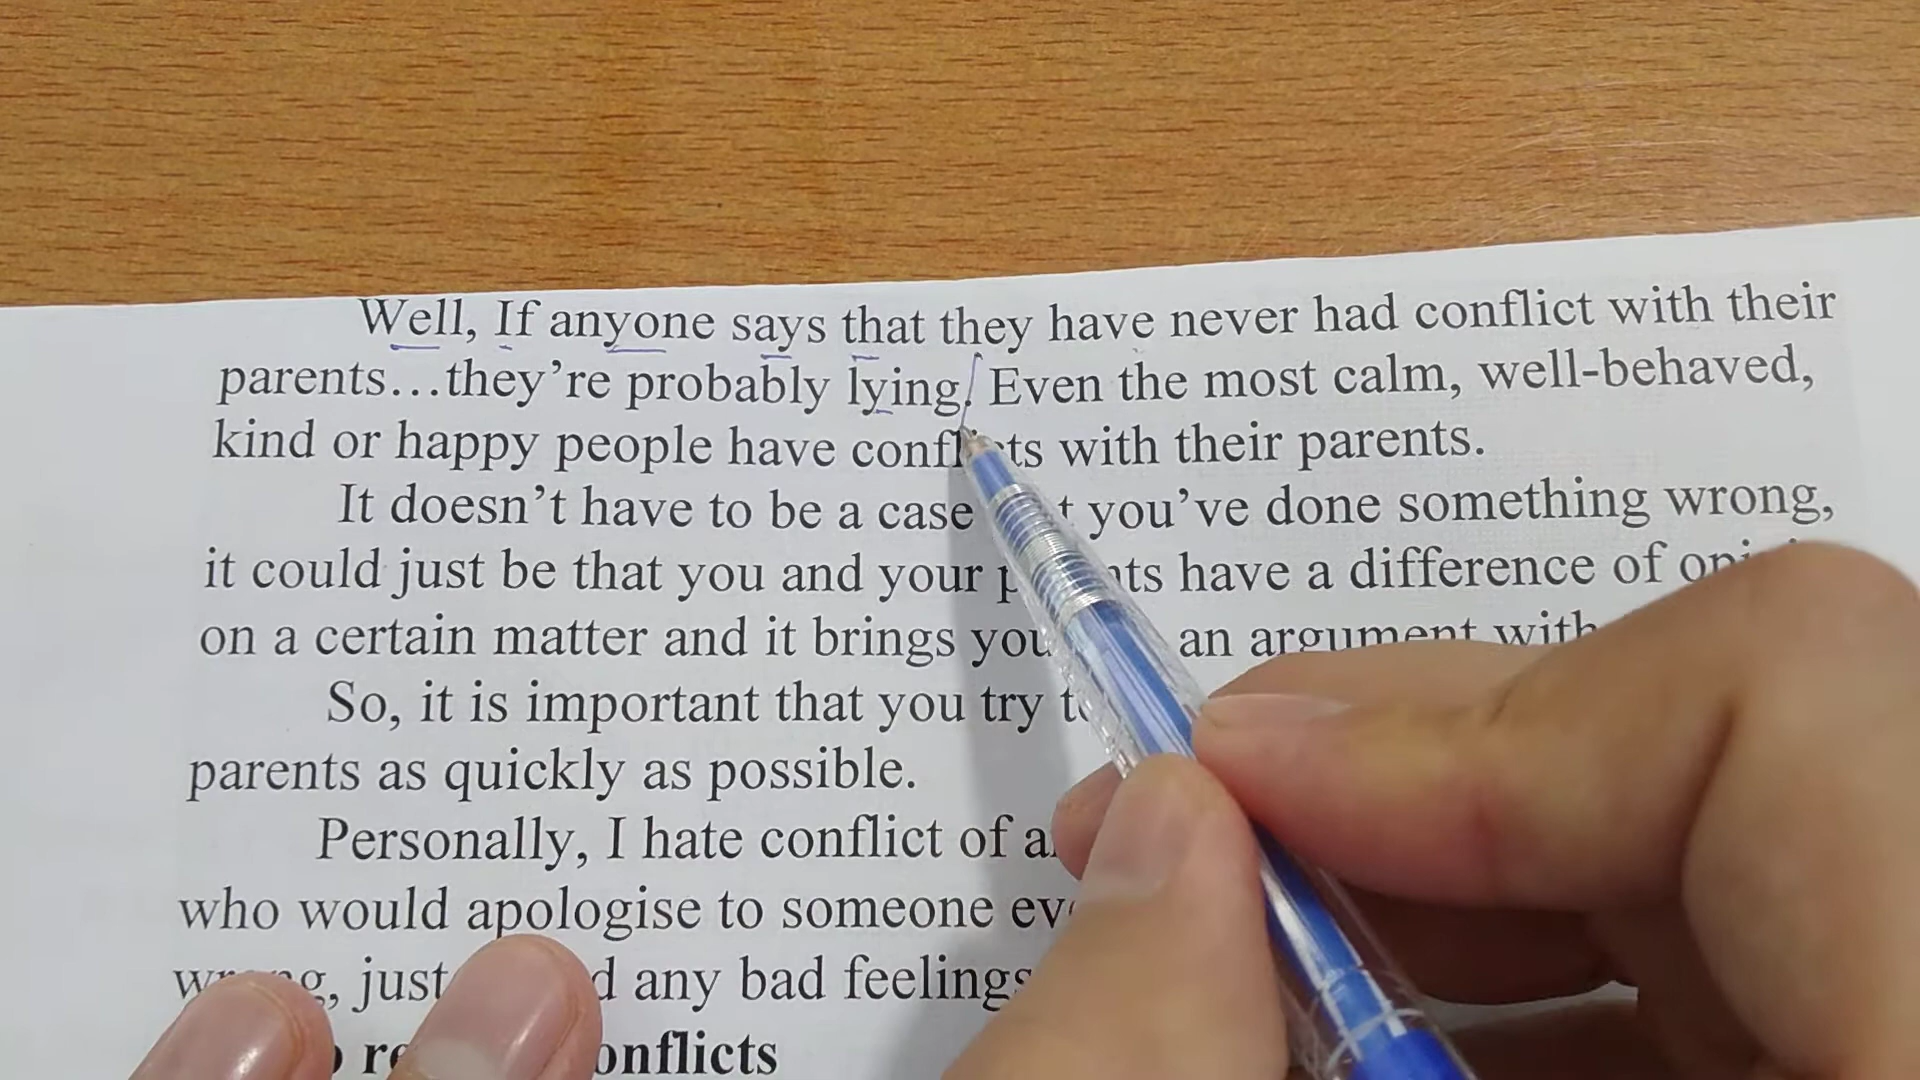 Well, If anyone says that they have never had conflict with their
parents…they’re probably lying. Even the most calm, well-behaved,
kind or happy people have conflicts with their parents.
It doesn’t have to be a case you’ve done something wrong,
it could just be that you and your have a difference of
on a certain matter and it brings you an argument with
So, it is important that you try
parents as quickly as possible.
Personally, I hate conflict of
who would apologise to someone
just any bad feelings